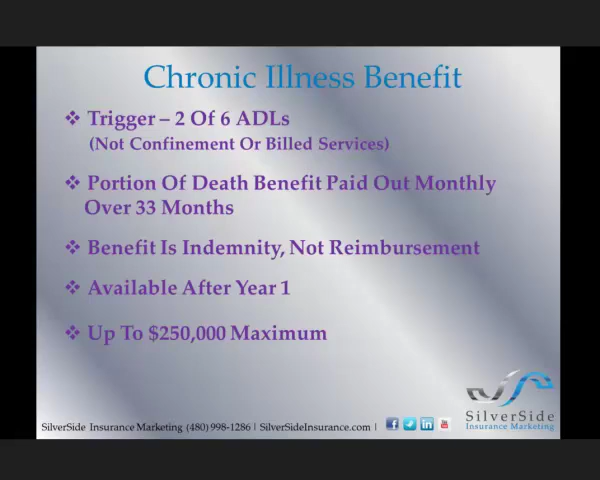 Chronic Illness Benefit
❖ Trigger – 2 Of 6 ADLs
(Not Confinement Or Billed Services)
❖ Portion Of Death Benefit Paid Out Monthly
Over 33 Months
❖ Benefit Is Indemnity, Not Reimbursement
❖ Available After Year 1
❖ Up To $250,000 Maximum
SilverSide
Insurance Marketing
SilverSide Insurance Marketing (480) 998-1286 | SilverSideInsurance.com |